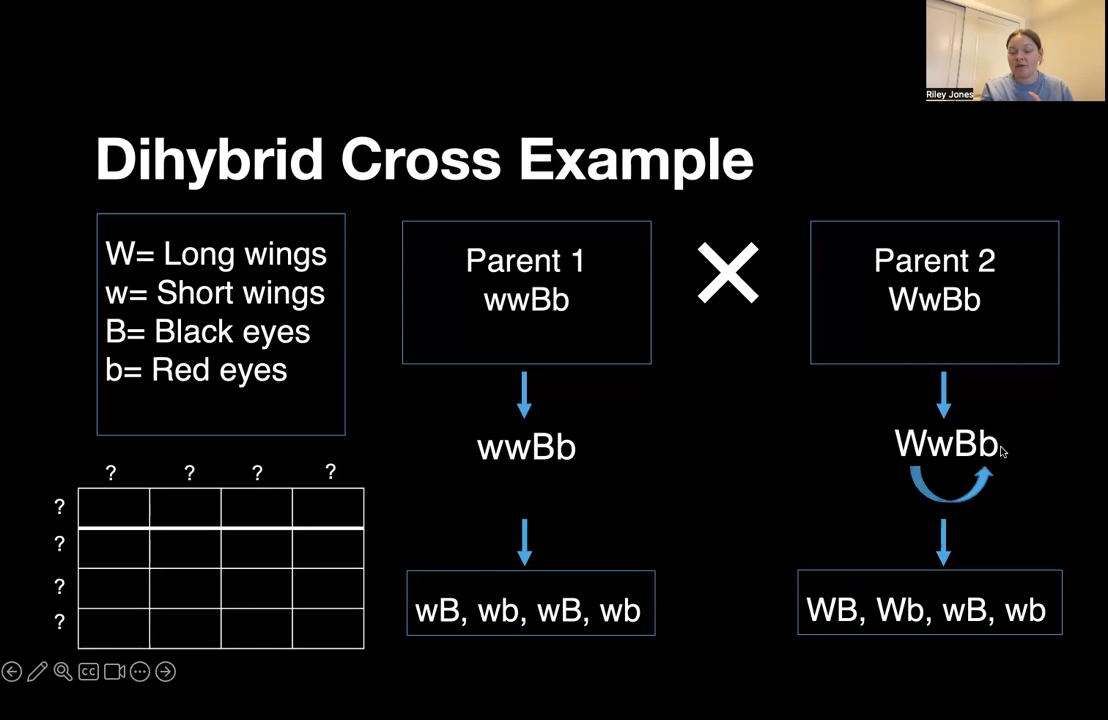 Riley Jones
Dihybrid Cross Example
W= Long wings
w= Short wings
B= Black eyes
b= Red eyes
Parent 1
wwBb
Parent 2
WwBb
wwBb
WwBb
? ? ? ?
?
?
?
?
wB, wb, wB, wb
WB, Wb, wB, wb
CC